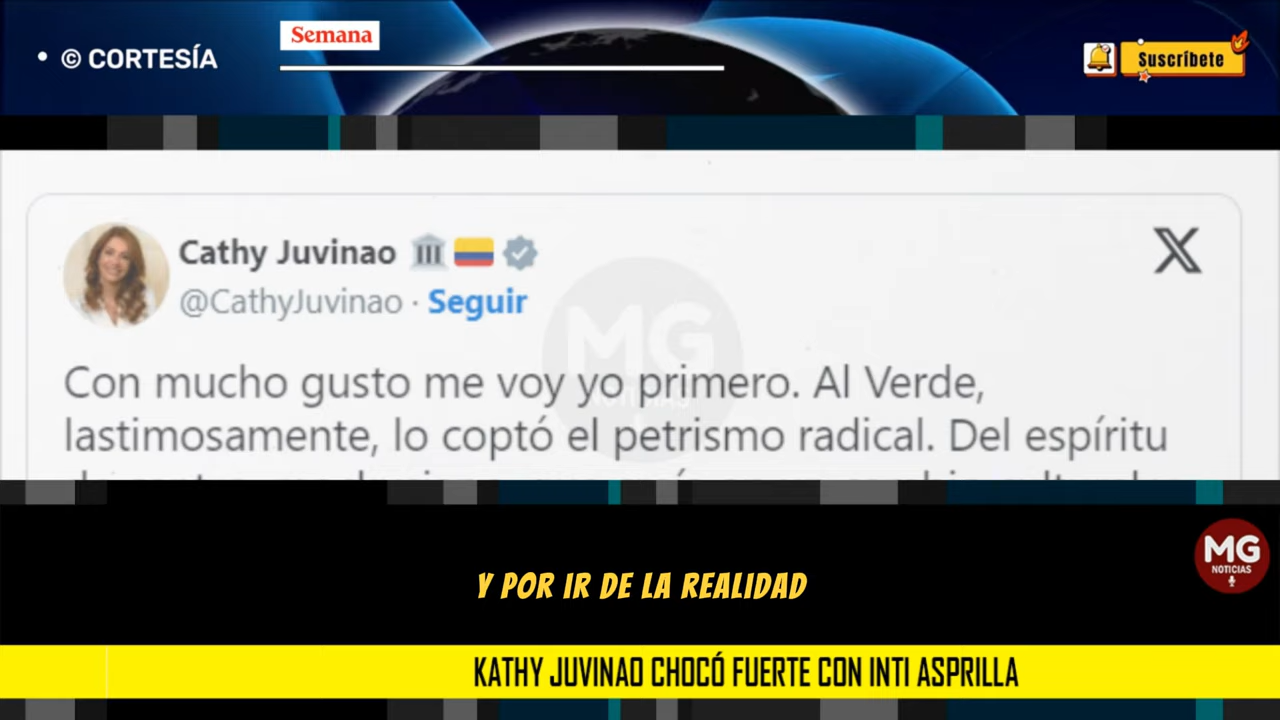 • © CORTESÍA
Semana
Suscríbete
Cathy Juvinao
@CathyJuvinao · Seguir
Con mucho gusto me voy yo primero. Al Verde,
lastimosamente, lo coptó el petrismo radical. Del espíritu
MG
NOTICIAS
Y POR IR DE LA REALIDAD
MG
NOTICIAS
KATHY JUVINAO CHOCÓ FUERTE CON INTI ASPRILLA